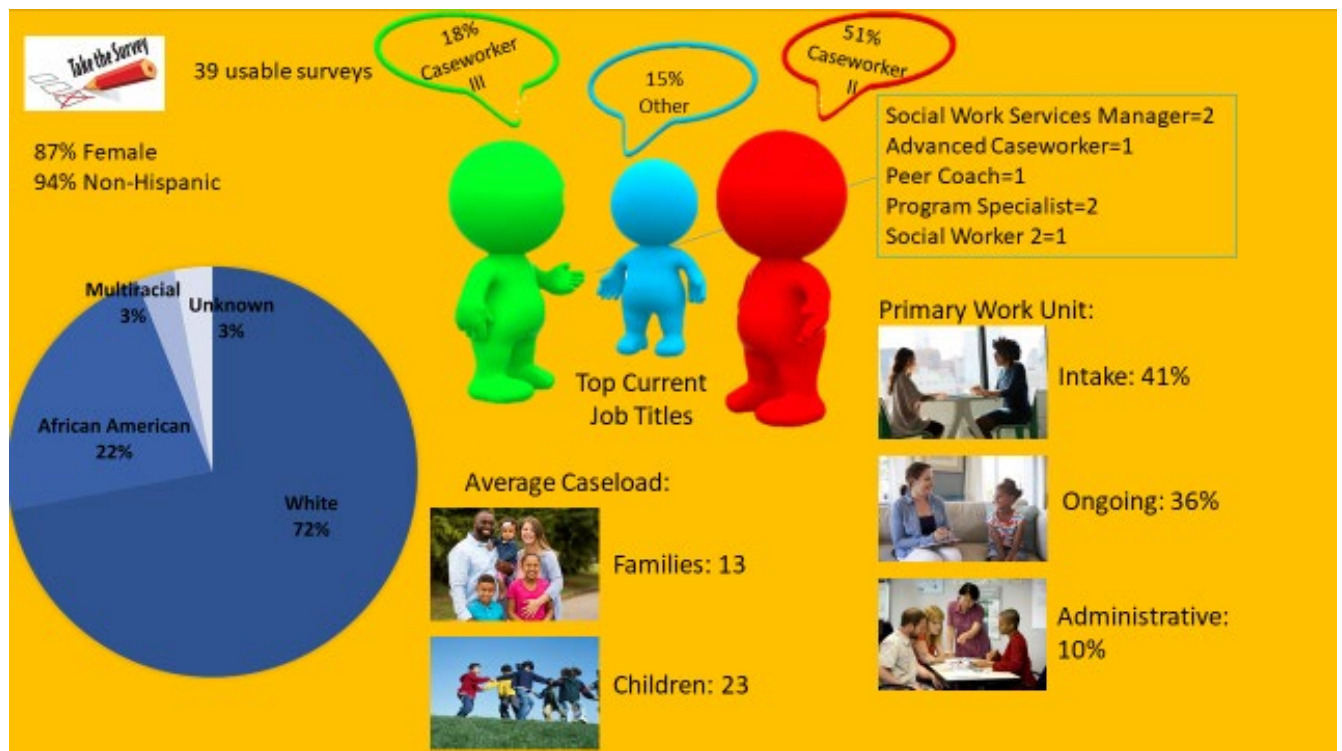 Take the Survey
39 usable surveys
87% Female
94% Non-Hispanic
18%
Caseworker
III
15%
Other
51%
Caseworker
II
Social Work Services Manager=2
Advanced Caseworker=1
Peer Coach=1
Program Specialist=2
Social Worker 2=1
Top Current
Job Titles
Multiracial
3%
Unknown
3%
African American
22%
White
72%
Average Caseload:
Families: 13
Children: 23
Primary Work Unit:
Intake: 41%
Ongoing: 36%
Administrative:
10%